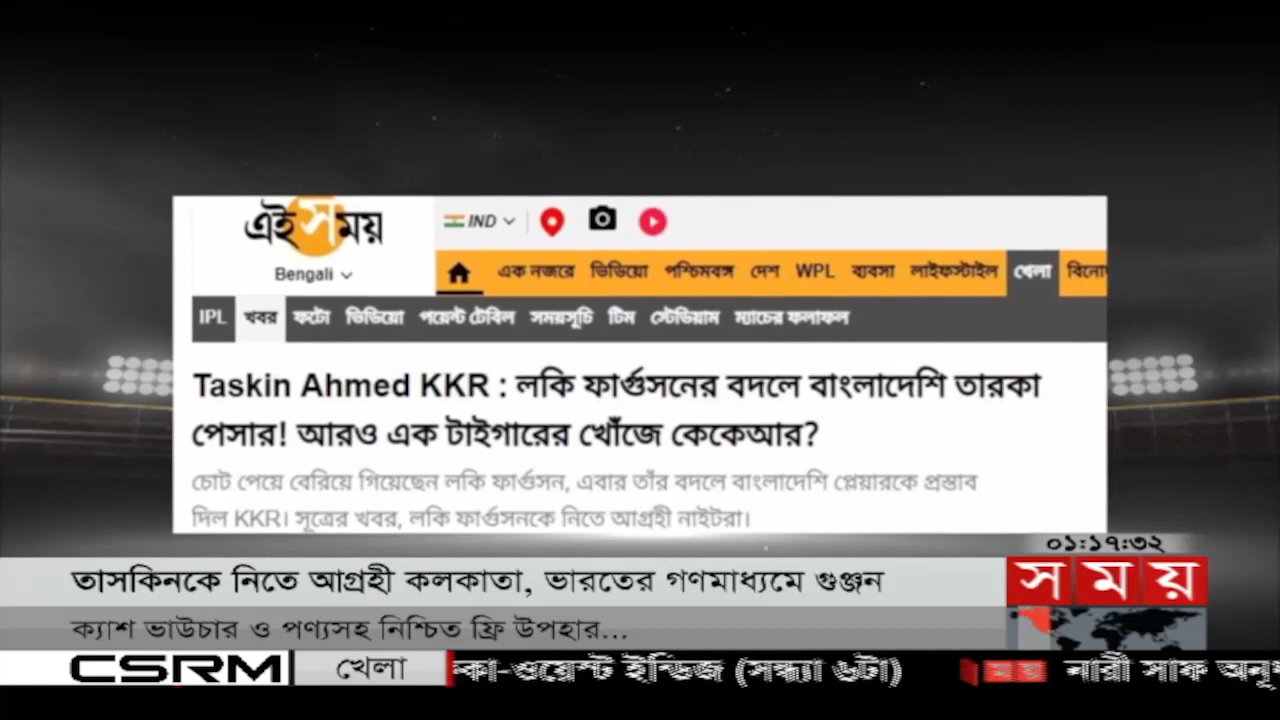 এই সময়
IND
Bengali
এক নজরে ভিডিয়ো পশ্চিমবঙ্গ দেশ WPL ব্যবসা লাইফস্টাইল খেলা
IPL খবর ফটো ভিডিয়ো পয়েন্ট টেবিল সময়সূচি টিম স্টেডিয়াম ম্যাচের ফলাফল
Taskin Ahmed KKR : লকি ফার্গুসনের বদলে বাংলাদেশি তারকা
পেসার! আরও এক টাইগারের খোঁজে কেকেআর?
চোট পেয়ে বেরিয়ে গিয়েছেন লকি ফার্গুসন, এবার তাঁর বদলে বাংলাদেশি প্লেয়ারকে প্রস্তাব
দিল KKR। সূত্রের খবর, লকি ফার্গুসনকে নিতে আগ্রহী নাইটরা।
০১:১৭:৩২
তাসকিনকে নিতে আগ্রহী কলকাতা, ভারতের গণমাধ্যমে গুঞ্জন
সময়
ক্যাশ ভাউচার ও পণ্যসহ নিশ্চিত ফ্রি উপহার...
CSRM খেলা কা-ওয়েস্ট ইন্ডিজ (সন্ধ্যা ৬টা) নারী সাফ অনূ